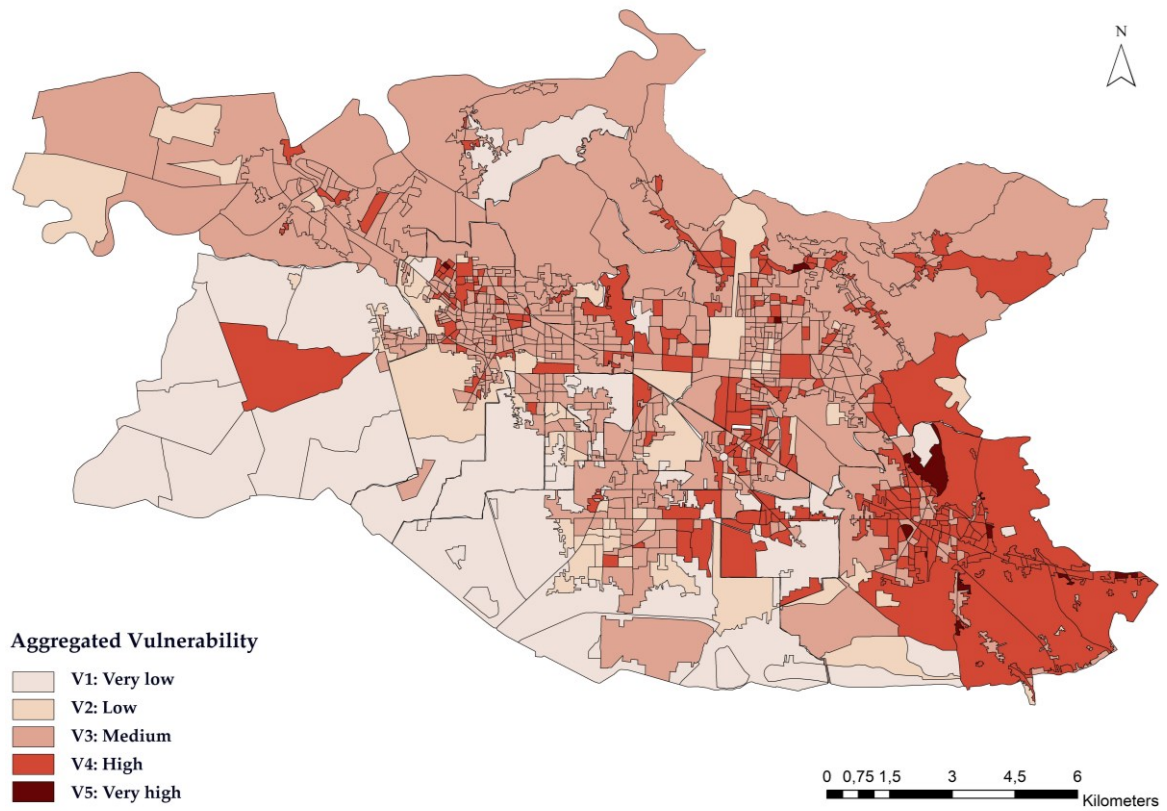 N
Aggregated Vulnerability
V1: Very low
V2: Low
V3: Medium
V4: High
V5: Very high
0 0,75 1,5 3 4,5 6
Kilometers